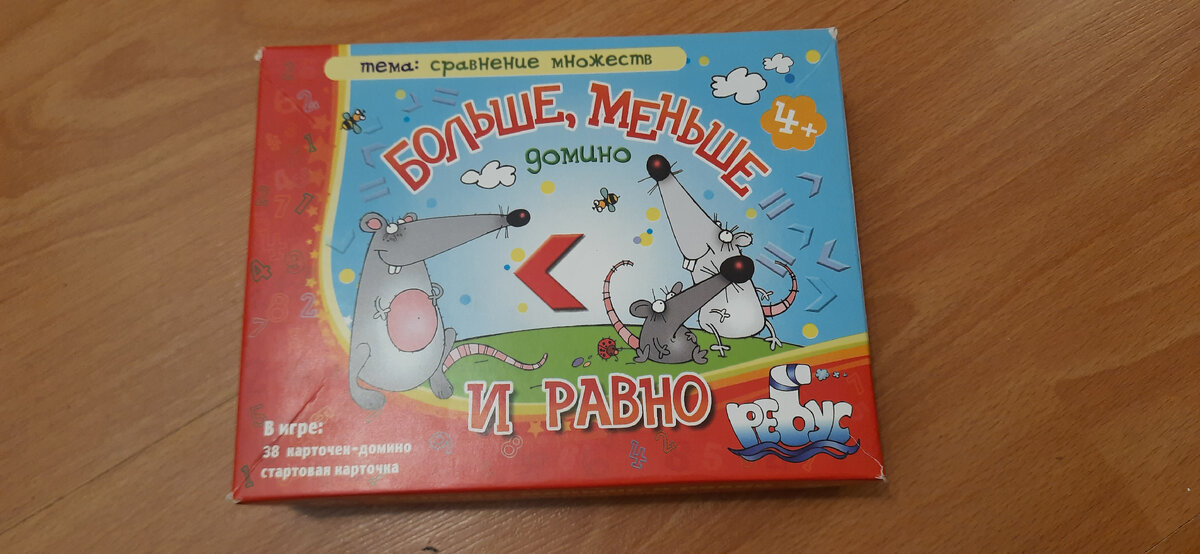 тема: сравнение множеств
БОЛЬШЕ, МЕНЬШЕ
4+
домино
<
И РАВНО
РЕБУС
В игре:
38 карточек-домино
стартовая карточка